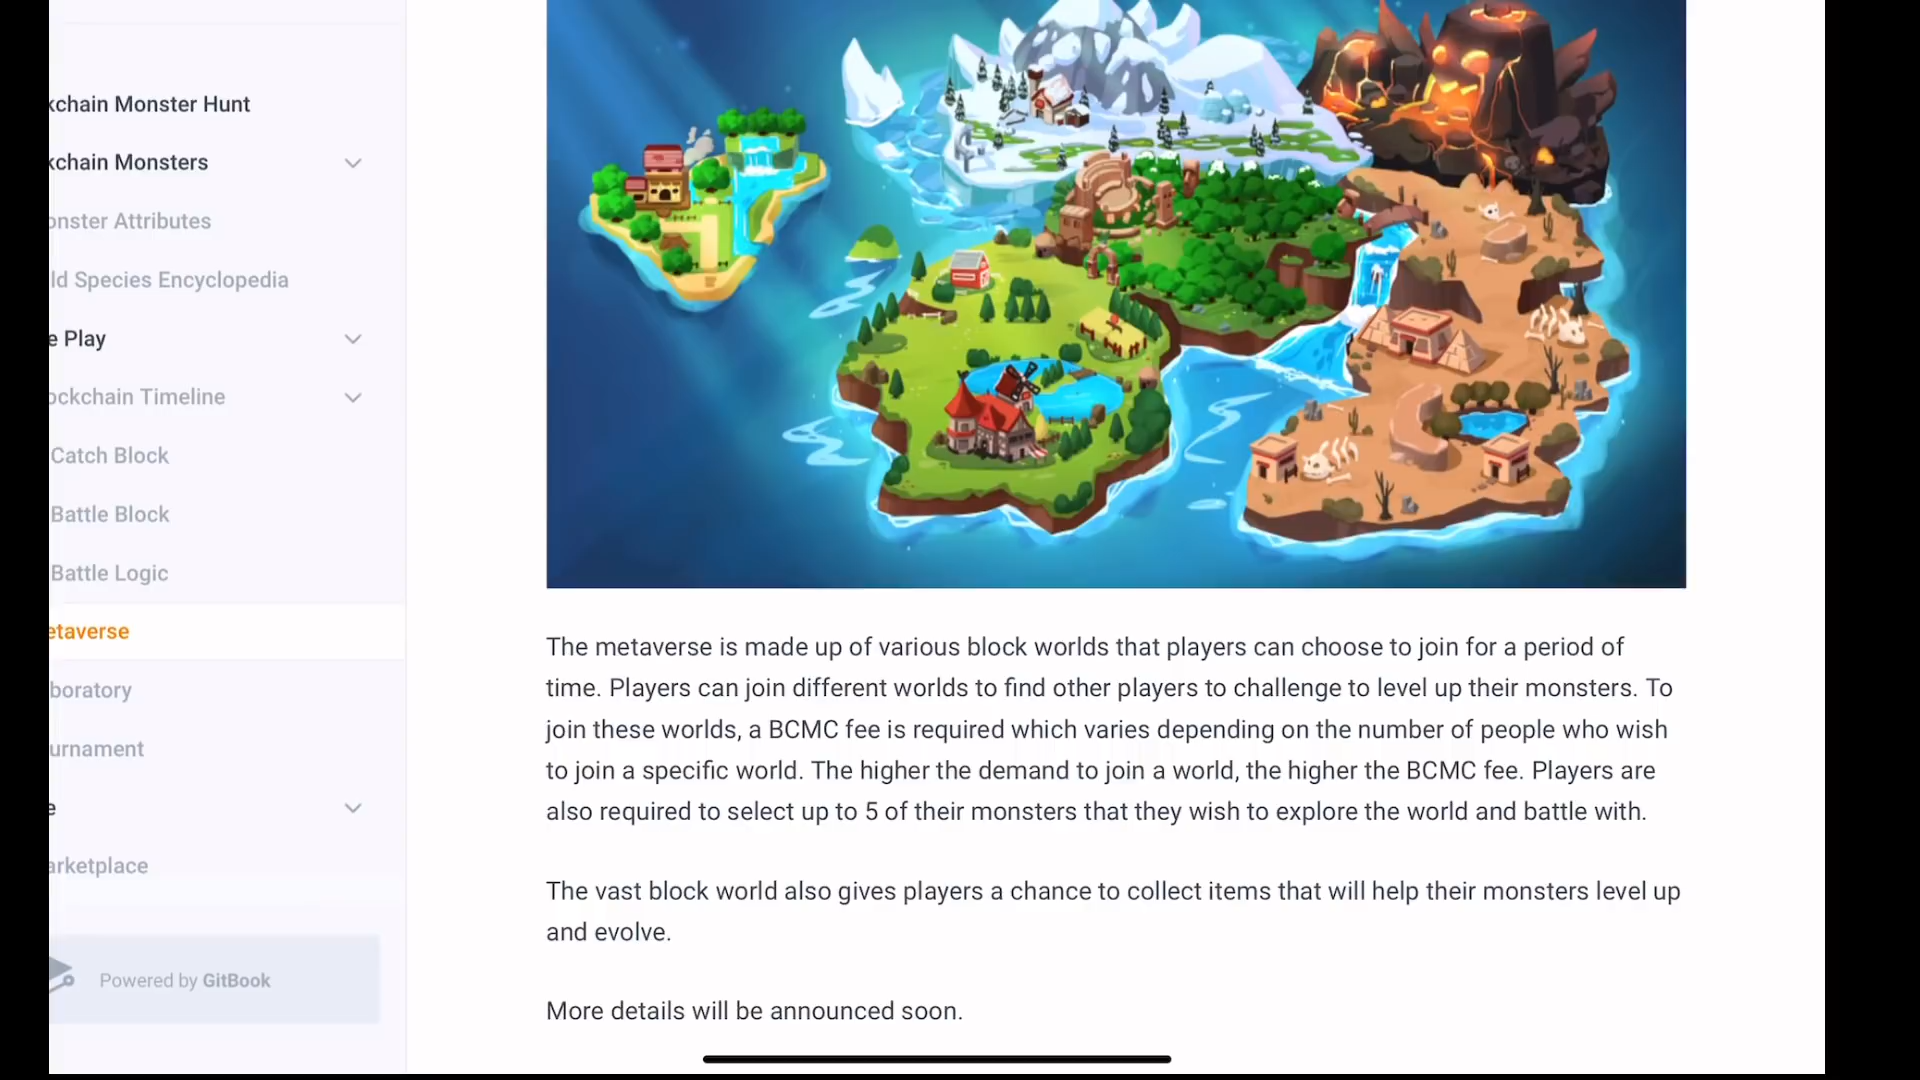 kchain Monster Hunt
kchain Monsters
onster Attributes
ld Species Encyclopedia
e Play
ockchain Timeline
Catch Block
Battle Block
Battle Logic
etaverse
boratory
urnament
e
arketplace
Powered by GitBook
The metaverse is made up of various block worlds that players can choose to join for a period of
time. Players can join different worlds to find other players to challenge to level up their monsters. To
join these worlds, a BCMC fee is required which varies depending on the number of people who wish
to join a specific world. The higher the demand to join a world, the higher the BCMC fee. Players are
also required to select up to 5 of their monsters that they wish to explore the world and battle with.
The vast block world also gives players a chance to collect items that will help their monsters level up
and evolve.
More details will be announced soon.